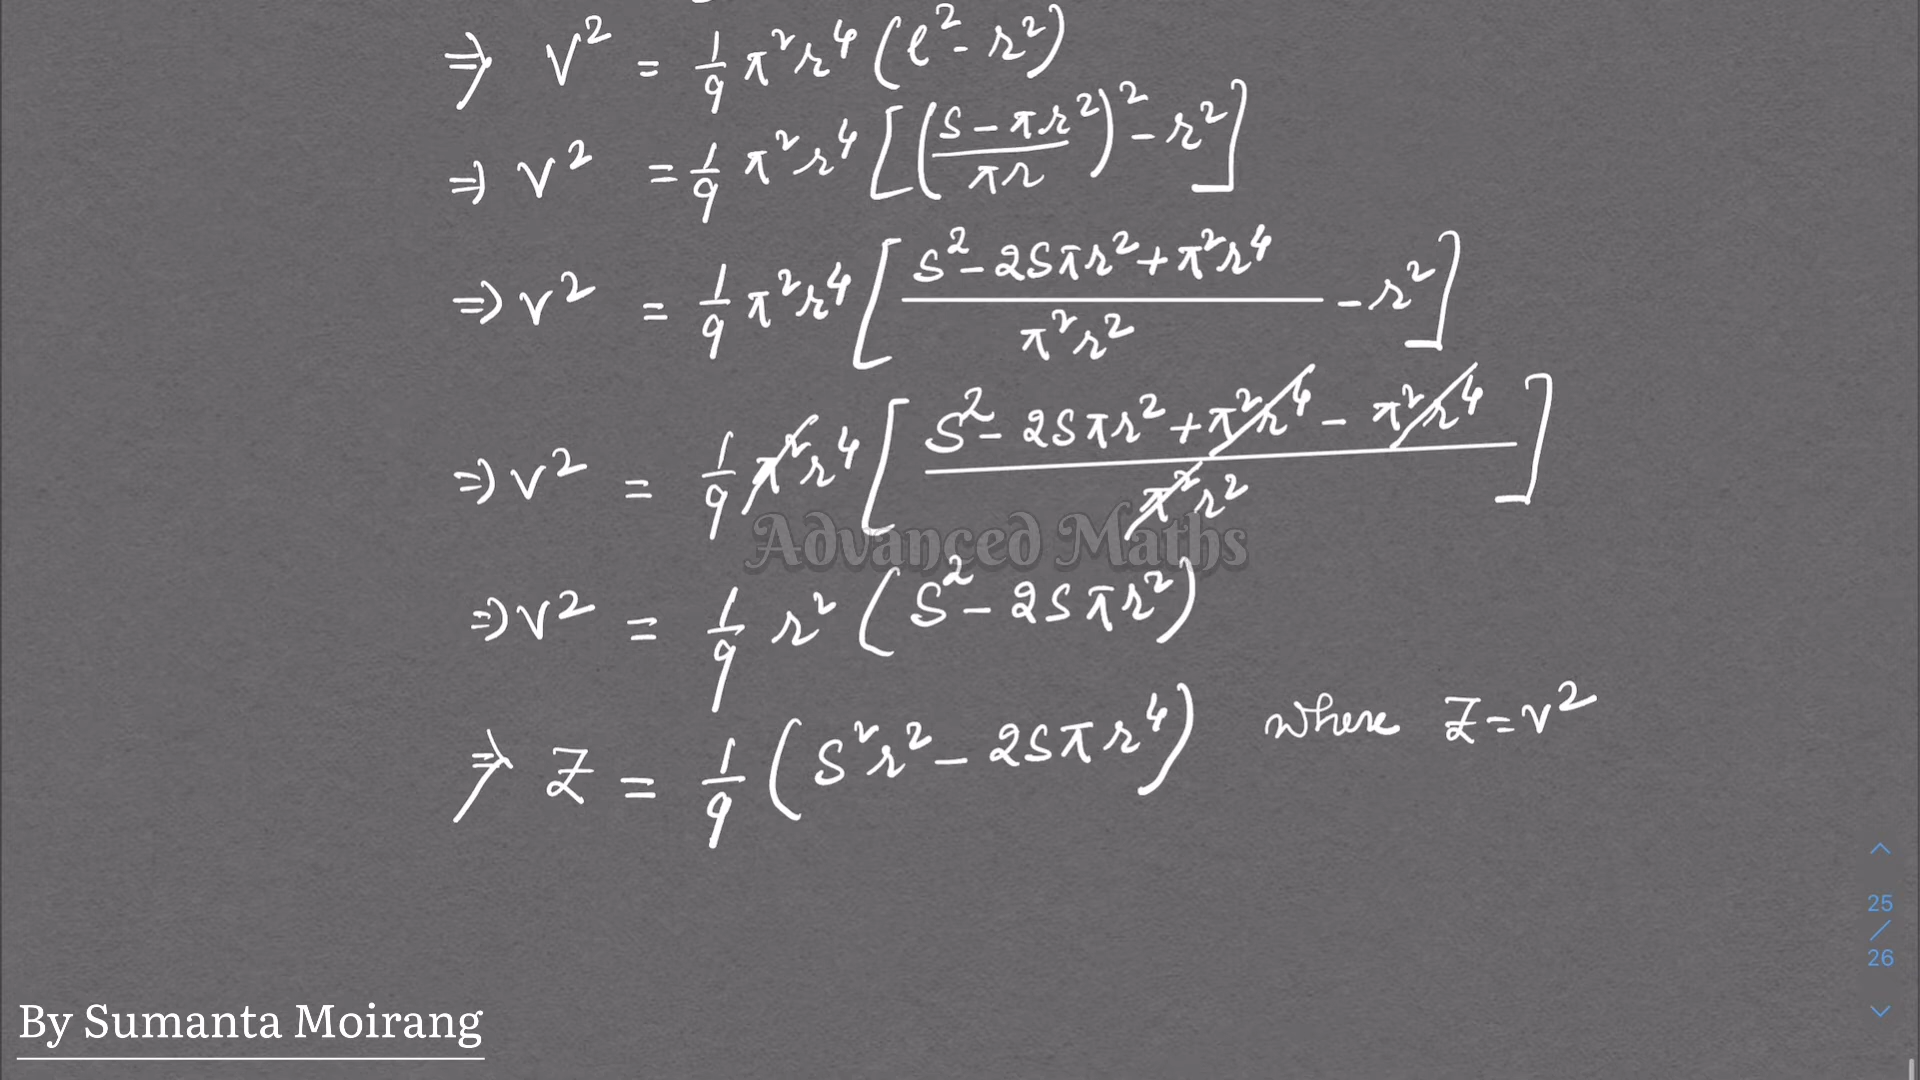 ⇒ V² = 1/9 π²r⁴ (l² - r²)
⇒ V² = 1/9 π²r⁴ [((S - πr²)/(πr))² - r²]
⇒ V² = 1/9 π²r⁴ [(S² - 2Sπr² + π²r⁴)/(π²r²) - r²]
⇒ V² = 1/9 π²r⁴ [(S² - 2Sπr² + π²r⁴ - π²r⁴)/(π²r²)]
Advanced Maths
⇒ V² = 1/9 r² (S² - 2Sπr²)
⇒ Z = 1/9 (S²r² - 2Sπr⁴) where Z = V²
25
/
26
By Sumanta Moirang